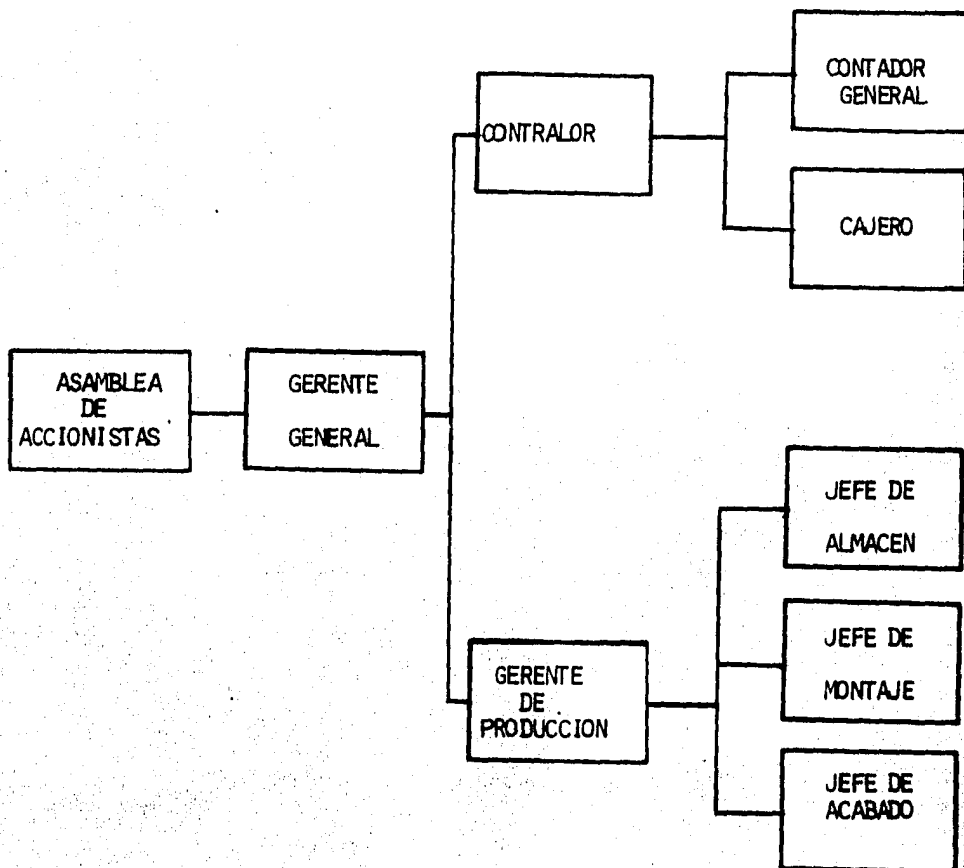 CONTADOR
GENERAL
CONTRALOR
CAJERO
ASAMBLEA
DE
ACCIONISTAS
GERENTE
GENERAL
JEFE DE
ALMACEN
JEFE DE
MONTAJE
GERENTE
DE
PRODUCCION
JEFE DE
ACABADO